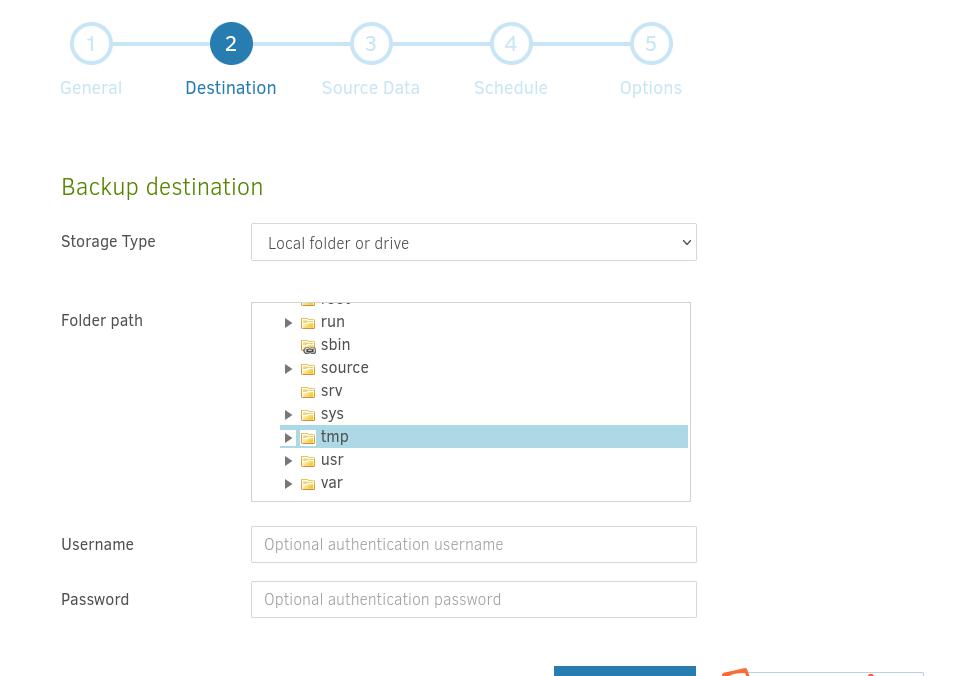 1
2
3
4
5
General
Destination
Source Data
Schedule
Options
Backup destination
Storage Type
Local folder or drive
Folder path
run
sbin
source
srv
sys
tmp
usr
var
Username
Optional authentication username
Password
Optional authentication password